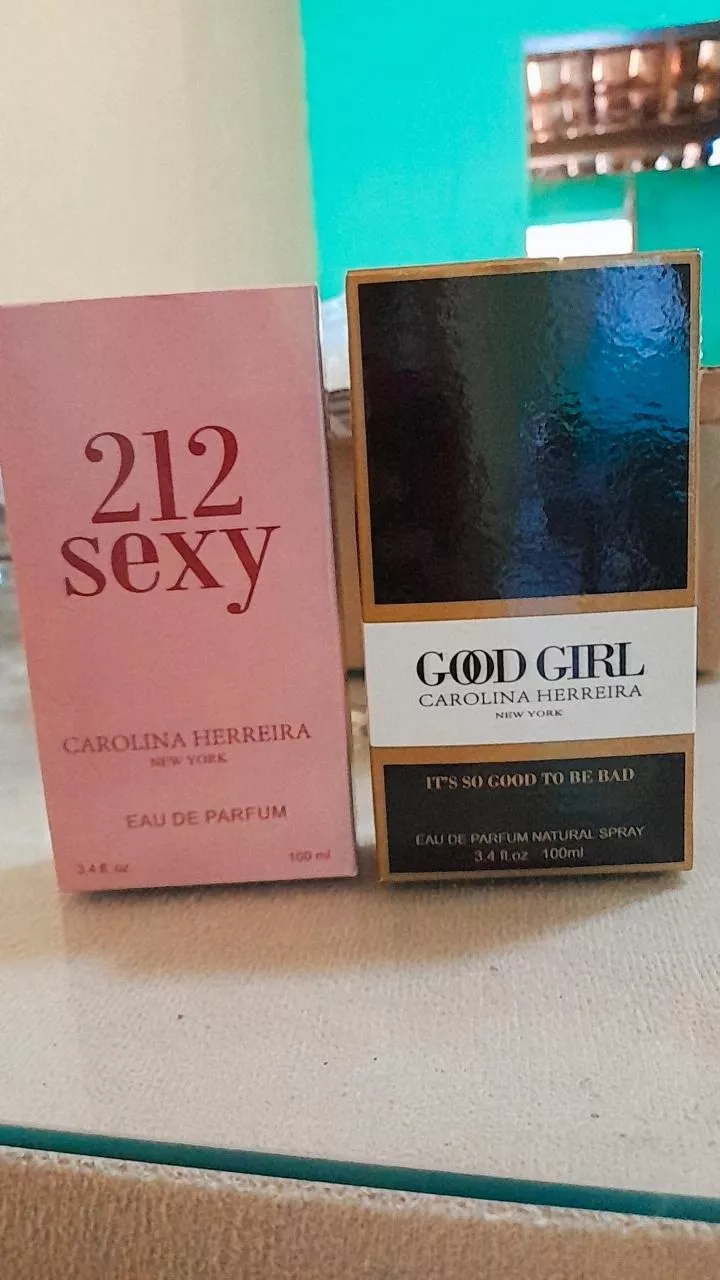 212
sexy
CAROLINA HERREIRA
NEW YORK
EAU DE PARFUM
3.4 fl. oz
100 ml
GOOD GIRL
CAROLINA HERREIRA
NEW YORK
IT'S SO GOOD TO BE BAD
EAU DE PARFUM NATURAL SPRAY
3.4 fl.oz 100ml